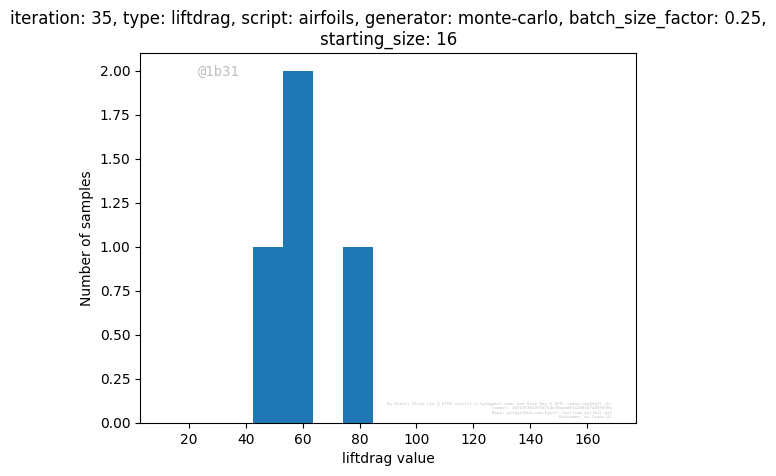 iteration: 35, type: liftdrag, script: airfoils, generator: monte-carlo, batch_size_factor: 0.25,
starting_size: 16
@1b31
2.00
1.75
1.50
1.25
1.00
0.75
0.50
0.25
0.00
Number of samples
20 40 60 80 100 120 140 160
liftdrag value